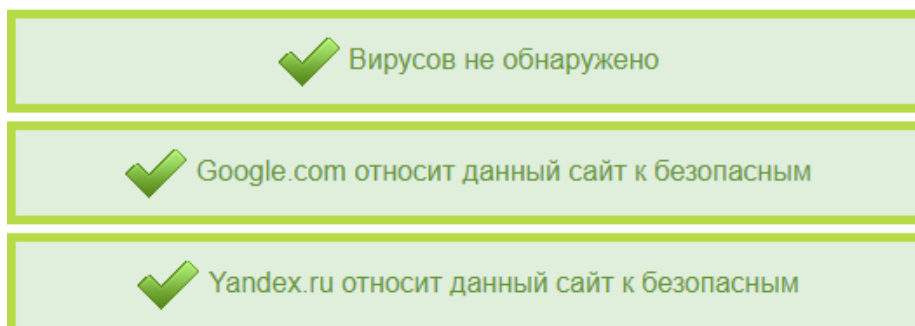 Вирусов не обнаружено
Google.com относит данный сайт к безопасным
Yandex.ru относит данный сайт к безопасным